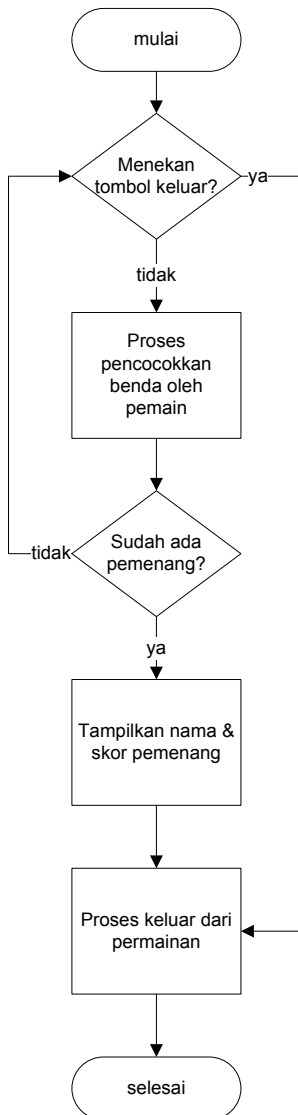 mulai
Menekan
tombol keluar?
ya
tidak
Proses
pencocokkan
benda oleh
pemain
Sudah ada
pemenang?
tidak
ya
Tampilkan nama &
skor pemenang
Proses keluar dari
permainan
selesai